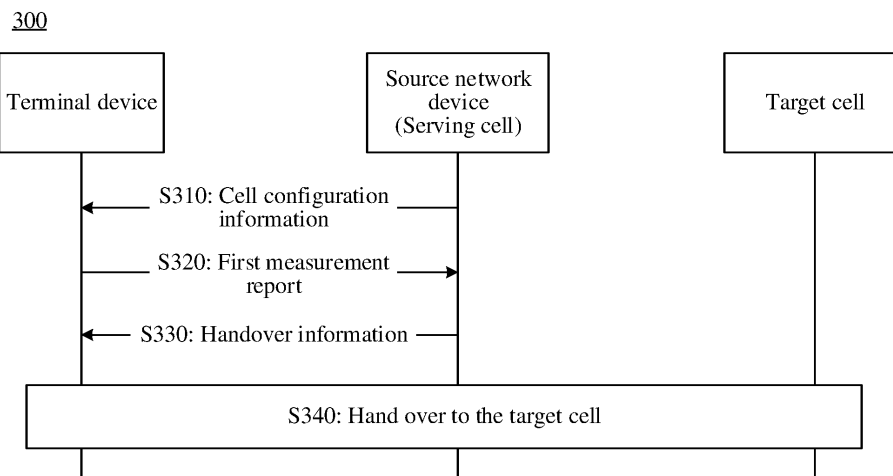 300
Terminal device
Source network
device
(Serving cell)
Target cell
S310: Cell configuration
information
S320: First measurement
report
S330: Handover information
S340: Hand over to the target cell